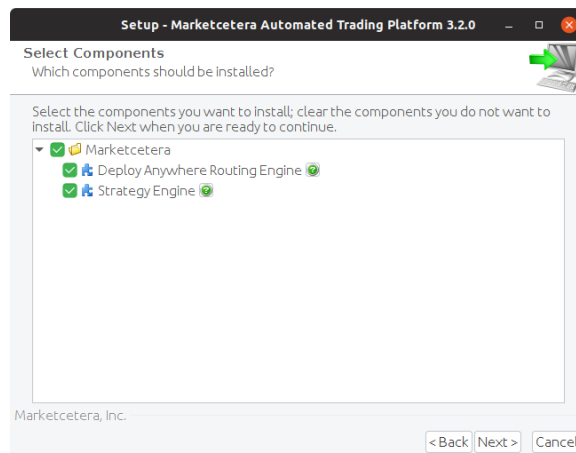 Setup - Marketcetera Automated Trading Platform 3.2.0
Select Components
Which components should be installed?
Select the components you want to install; clear the components you do not want to
install. Click Next when you are ready to continue.
Marketcetera
Deploy Anywhere Routing Engine
Strategy Engine
Marketcetera, Inc.
< Back Next > Cancel